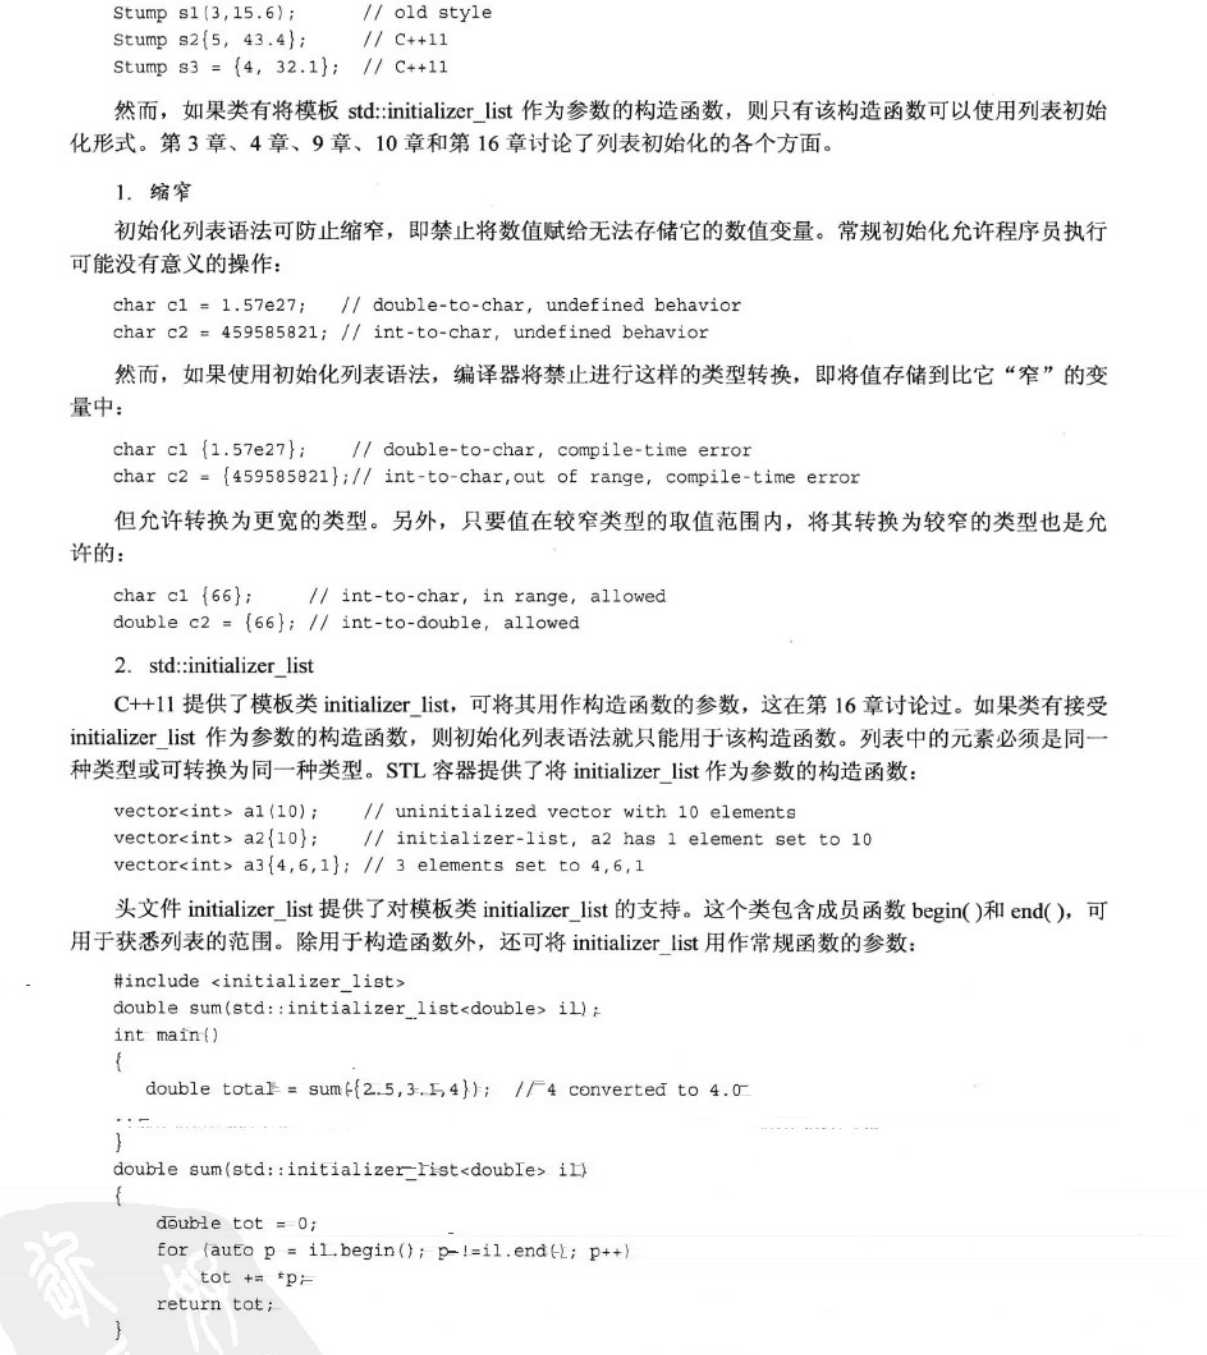 Stump s1(3,15.6);      // old style
Stump s2{5, 43.4};     // C++11
Stump s3 = {4, 32.1};  // C++11
然而，如果类有将模板 std::initializer_list 作为参数的构造函数，则只有该构造函数可以使用列表初始
化形式。第 3 章、4 章、9 章、10 章和第 16 章讨论了列表初始化的各个方面。
1. 缩窄
初始化列表语法可防止缩窄，即禁止将数值赋给无法存储它的数值变量。常规初始化允许程序员执行
可能没有意义的操作：
char c1 = 1.57e27;   // double-to-char, undefined behavior
char c2 = 459585821; // int-to-char, undefined behavior
然而，如果使用初始化列表语法，编译器将禁止进行这样的类型转换，即将值存储到比它“窄”的变
量中：
char c1 {1.57e27};    // double-to-char, compile-time error
char c2 = {459585821};// int-to-char,out of range, compile-time error
但允许转换为更宽的类型。另外，只要值在较窄类型的取值范围内，将其转换为较窄的类型也是允
许的：
char c1 {66};     // int-to-char, in range, allowed
double c2 = {66}; // int-to-double, allowed
2. std::initializer_list
C++11 提供了模板类 initializer_list，可将其用作构造函数的参数，这在第 16 章讨论过。如果类有接受
initializer_list 作为参数的构造函数，则初始化列表语法就只能用于该构造函数。列表中的元素必须是同一
种类型或可转换为同一种类型。STL 容器提供了将 initializer_list 作为参数的构造函数：
vector<int> a1(10);    // uninitialized vector with 10 elements
vector<int> a2{10};    // initializer-list, a2 has 1 element set to 10
vector<int> a3{4,6,1}; // 3 elements set to 4,6,1
头文件 initializer_list 提供了对模板类 initializer_list 的支持。这个类包含成员函数 begin( )和 end( )，可
用于获悉列表的范围。除用于构造函数外，还可将 initializer_list 用作常规函数的参数：
#include <initializer_list>
double sum(std::initializer_list<double> il);
int main()
{
double total = sum({2.5,3.1,4});  // 4 converted to 4.0
...
}
double sum(std::initializer_list<double> il)
{
double tot = 0;
for (auto p = il.begin(); p !=il.end(); p++)
tot += *p;
return tot;
}